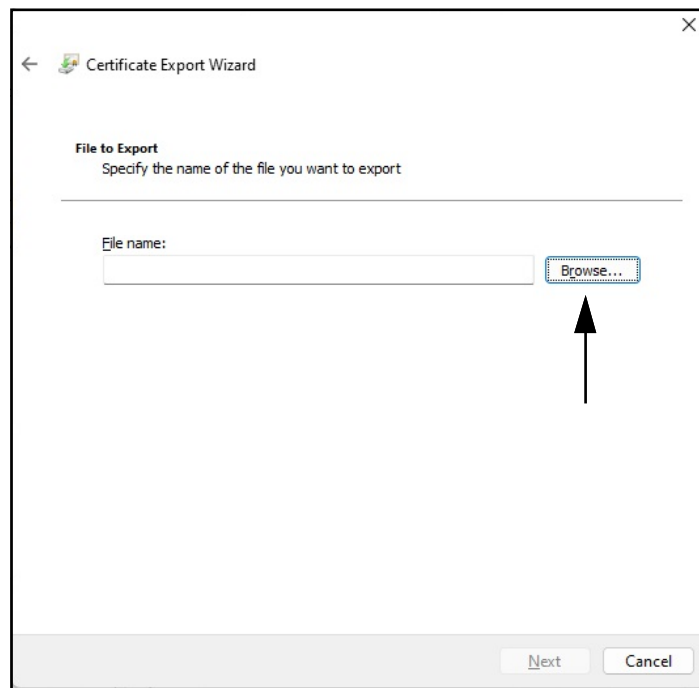 Certificate Export Wizard
File to Export
Specify the name of the file you want to export
File name:
Browse...
Next
Cancel